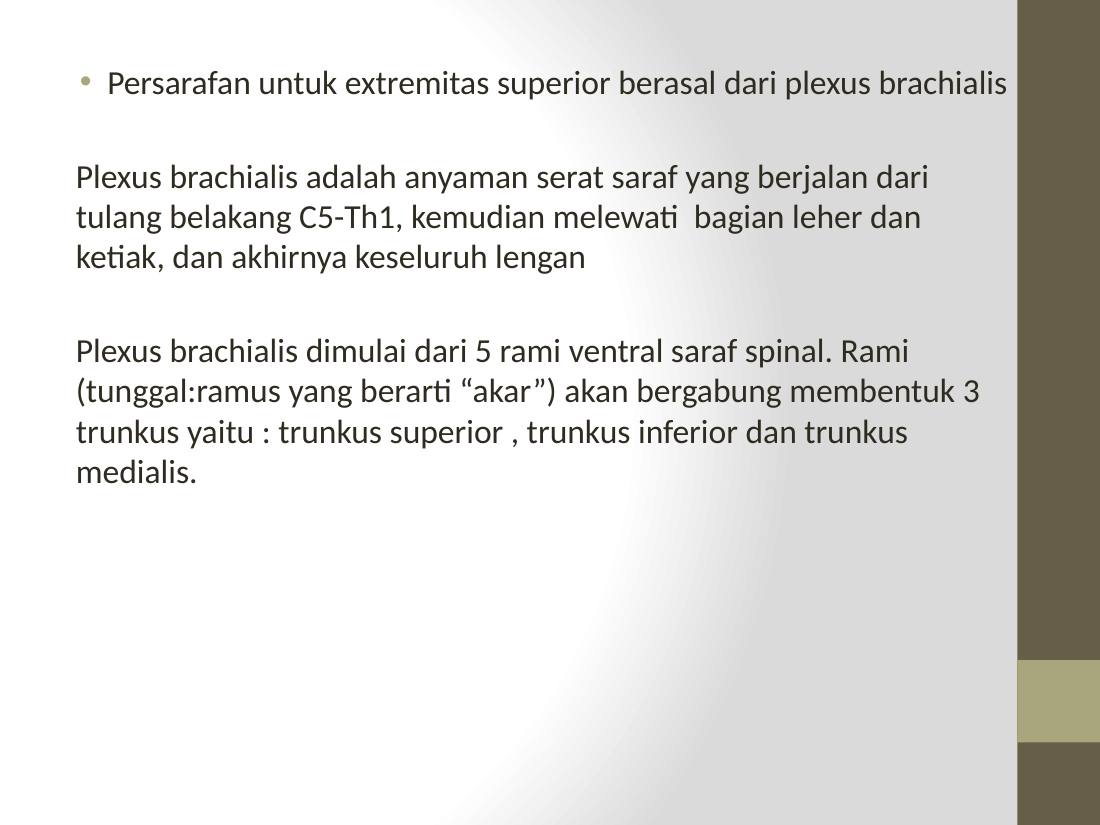 • Persarafan untuk extremitas superior berasal dari plexus brachialis
Plexus brachialis adalah anyaman serat saraf yang berjalan dari
tulang belakang C5-Th1, kemudian melewati  bagian leher dan
ketiak, dan akhirnya keseluruh lengan
Plexus brachialis dimulai dari 5 rami ventral saraf spinal. Rami
(tunggal:ramus yang berarti “akar”) akan bergabung membentuk 3
trunkus yaitu : trunkus superior , trunkus inferior dan trunkus
medialis.